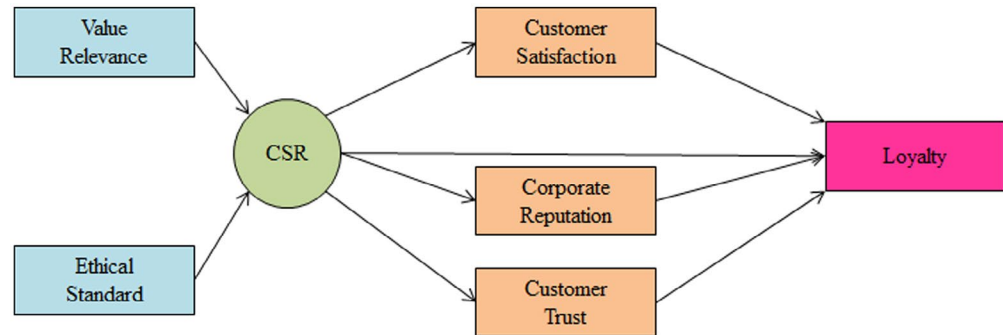 Value
Relevance
Ethical
Standard
CSR
Customer
Satisfaction
Corporate
Reputation
Customer
Trust
Loyalty